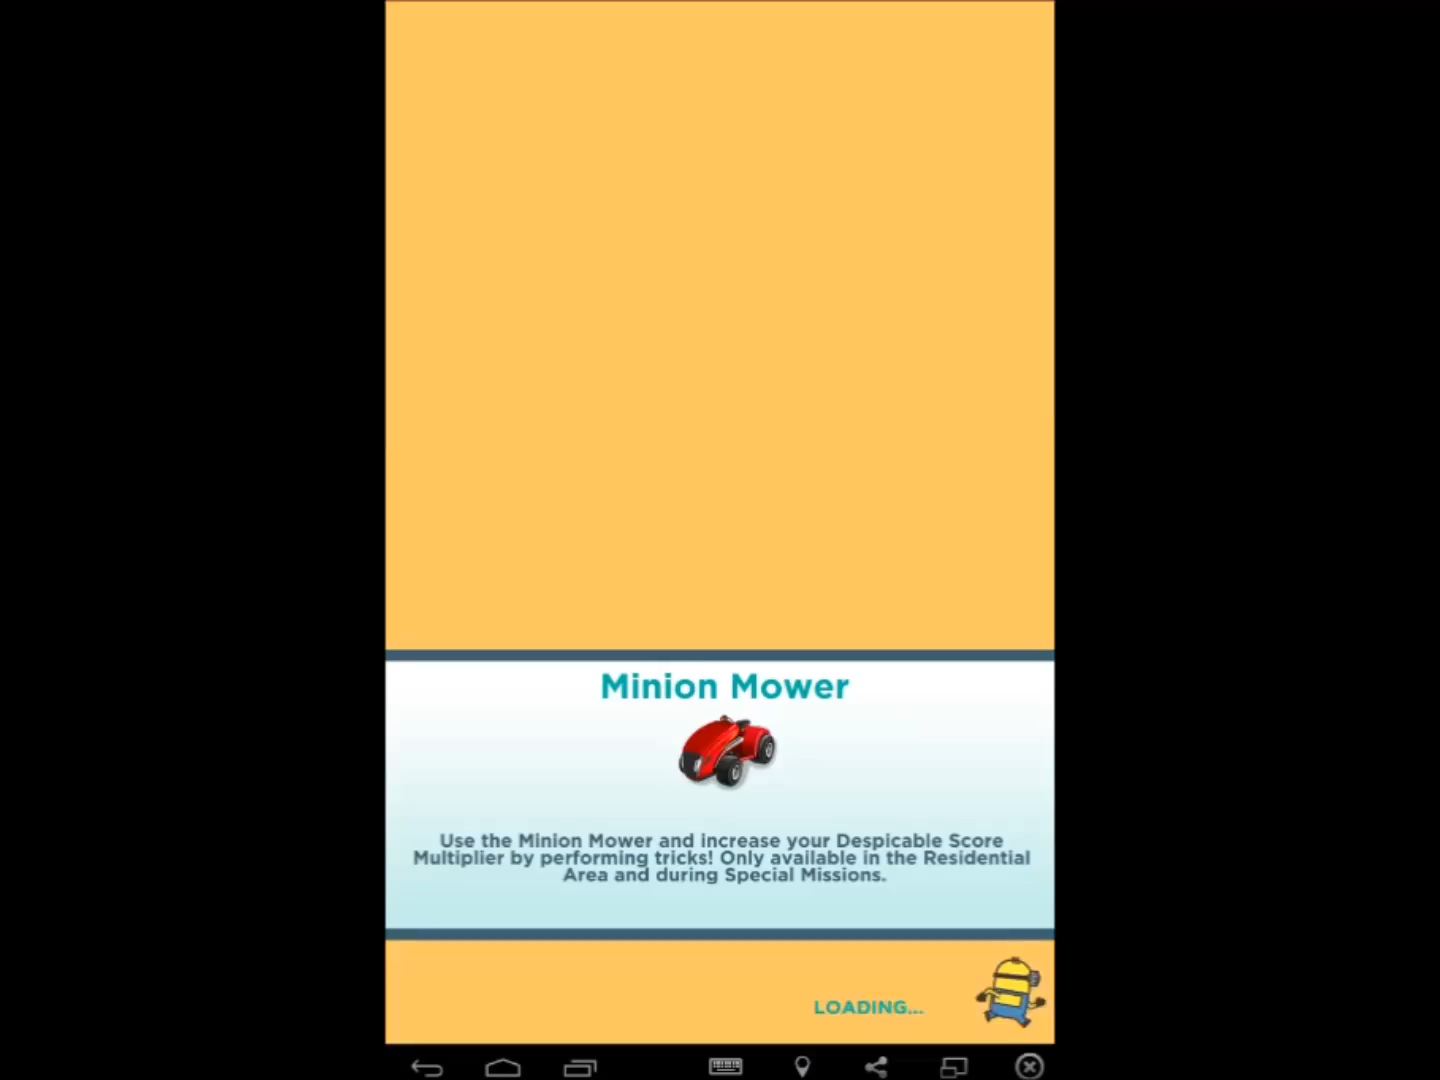 Minion Mower
Use the Minion Mower and increase your Despicable Score
Multiplier by performing tricks! Only available in the Residential
Area and during Special Missions.
LOADING...